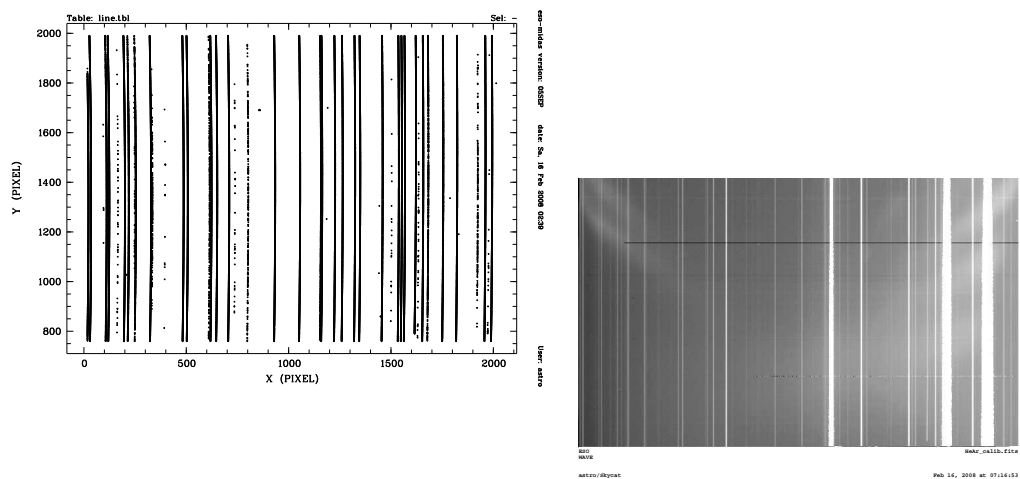 Table: line.tbl
Sel: -
2000
1800
1600
1400
1200
1000
800
Y (PIXEL)
0
500
1000
1500
2000
X (PIXEL)
eso-midas version: 05SEP date: Sa, 16 Feb 2008 02:39
User: astro
ESO
WAVE
HeAr_calib.fits
astro/Skycat
Feb 16, 2008 at 07:16:53